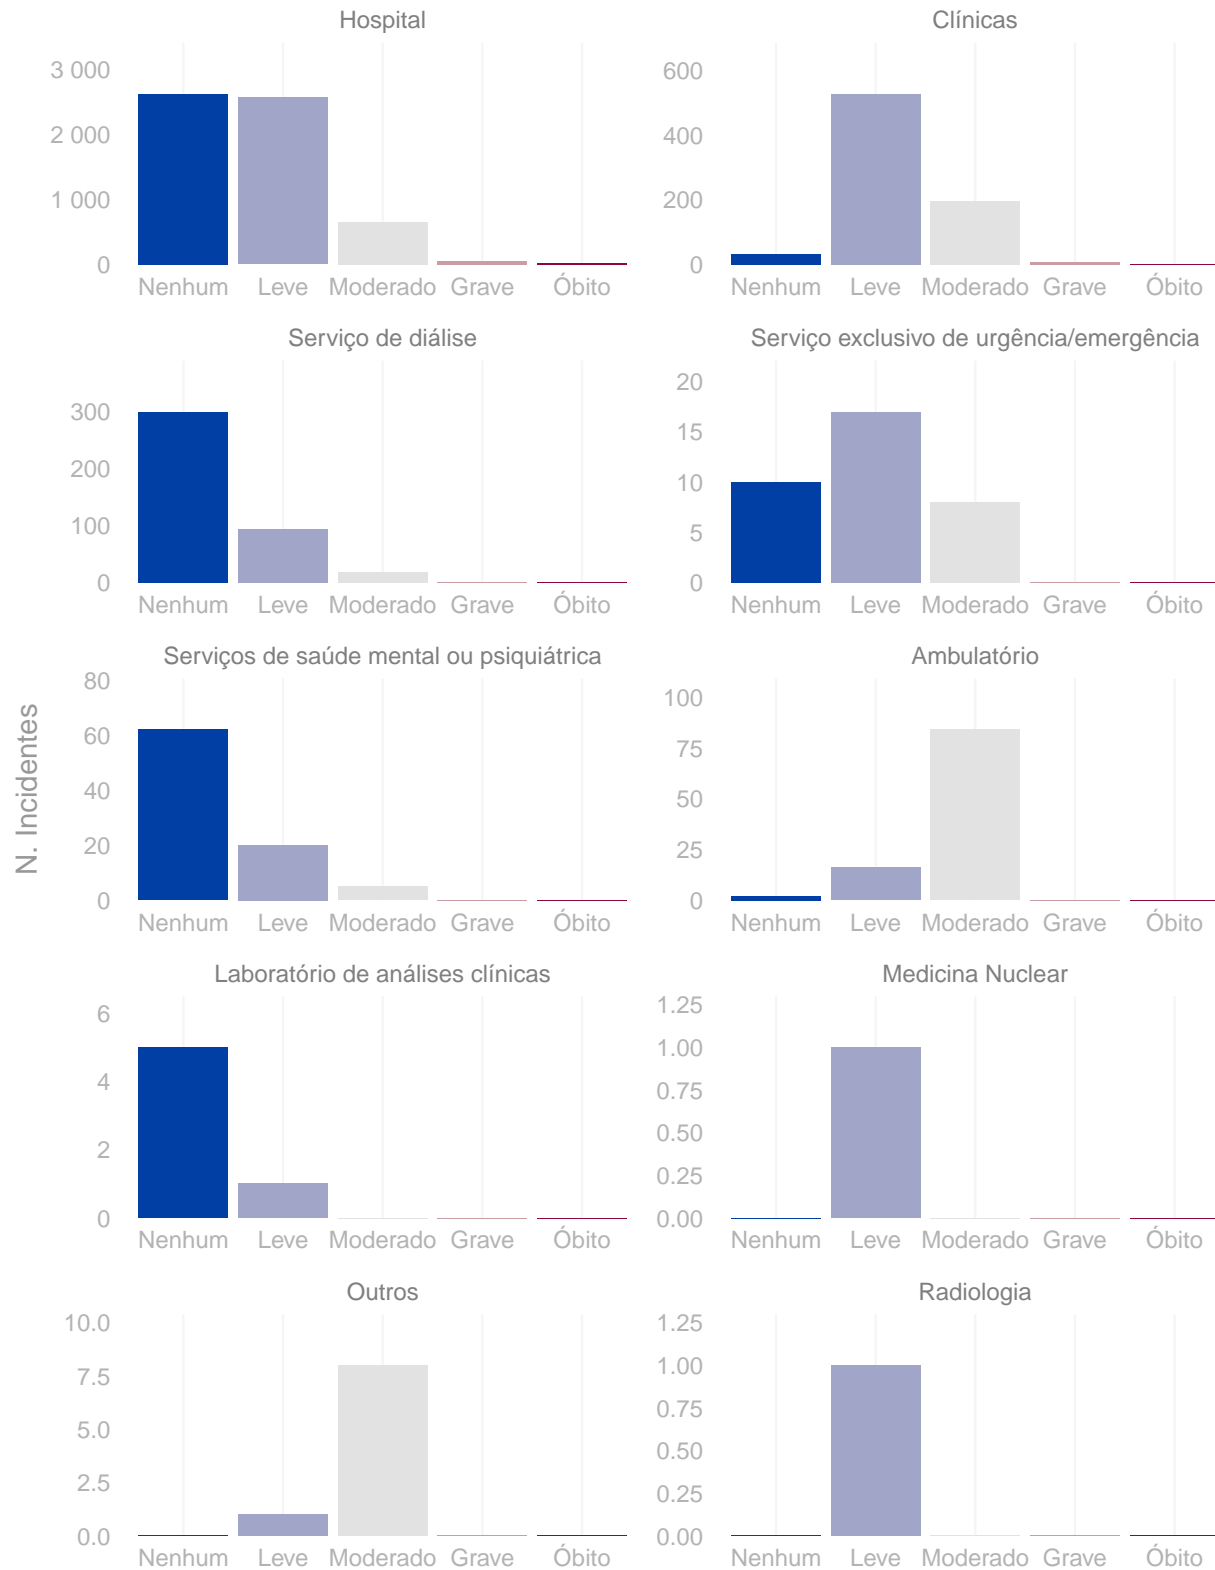 Hospital
3 000
2 000
1 000
0
Nenhum Leve Moderado Grave Óbito
Clínicas
600
400
200
0
Nenhum Leve Moderado Grave Óbito
Serviço de diálise
300
200
100
0
Nenhum Leve Moderado Grave Óbito
Serviço exclusivo de urgência/emergência
20
15
10
5
0
Nenhum Leve Moderado Grave Óbito
N. Incidentes
Serviços de saúde mental ou psiquiátrica
80
60
40
20
0
Nenhum Leve Moderado Grave Óbito
Ambulatório
100
75
50
25
0
Nenhum Leve Moderado Grave Óbito
Laboratório de análises clínicas
6
4
2
0
Nenhum Leve Moderado Grave Óbito
Medicina Nuclear
1.25
1.00
0.75
0.50
0.25
0.00
Nenhum Leve Moderado Grave Óbito
Outros
10.0
7.5
5.0
2.5
0.0
Nenhum Leve Moderado Grave Óbito
Radiologia
1.25
1.00
0.75
0.50
0.25
0.00
Nenhum Leve Moderado Grave Óbito